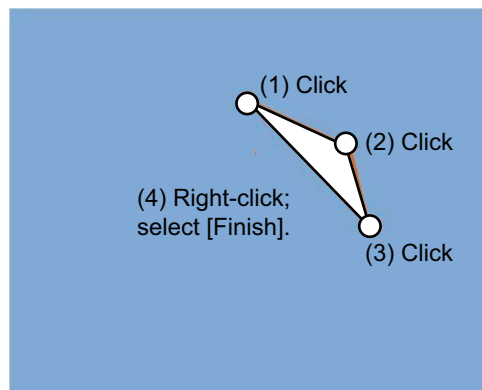 (1) Click
(2) Click
(4) Right-click;
select [Finish].
(3) Click